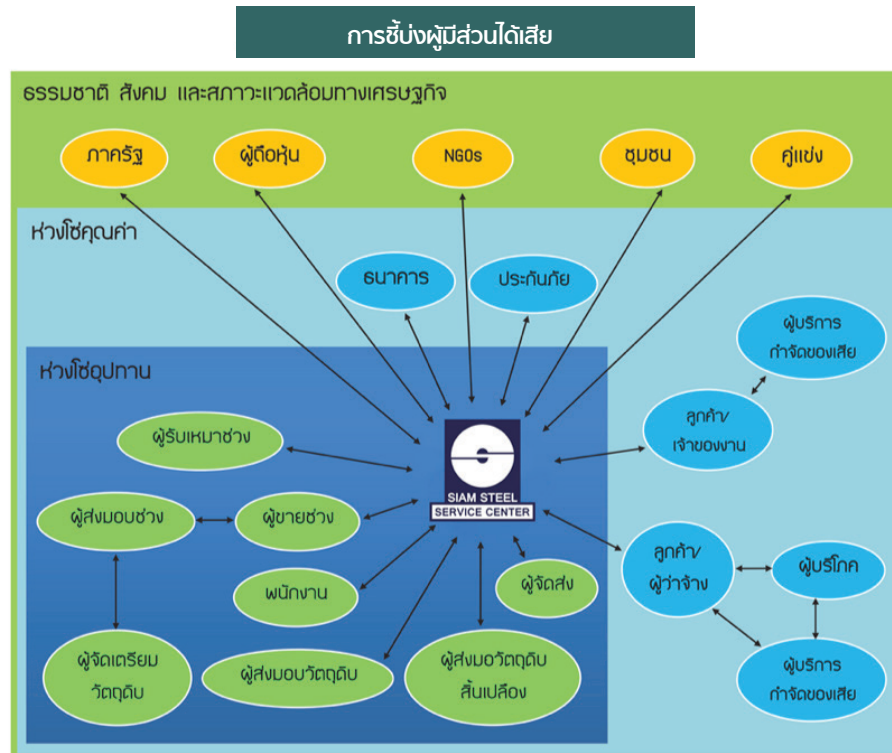 การชี้บ่งผู้มีส่วนได้เสีย
ธรรมชาติ สังคม และสภาวะแวดล้อมทางเศรษฐกิจ
ภาครัฐ
ผู้ถือหุ้น
NGOs
ชุมชน
คู่แข่ง
ห่วงโซ่คุณค่า
ธนาคาร
ประกันภัย
ผู้บริการ
กำจัดของเสีย
ห่วงโซ่อุปทาน
ลูกค้า/
เจ้าของงาน
ผู้รับเหมาช่วง
SIAM STEEL
SERVICE CENTER
ผู้ส่งมอบช่วง
ผู้ขายช่วง
ลูกค้า/
ผู้ว่าจ้าง
ผู้บริโภค
พนักงาน
ผู้จัดส่ง
ผู้จัดเตรียม
วัตถุดิบ
ผู้ส่งมอบวัตถุดิบ
ผู้ส่งมอวัตถุดิบ
สิ้นเปลือง
ผู้บริการ
กำจัดของเสีย